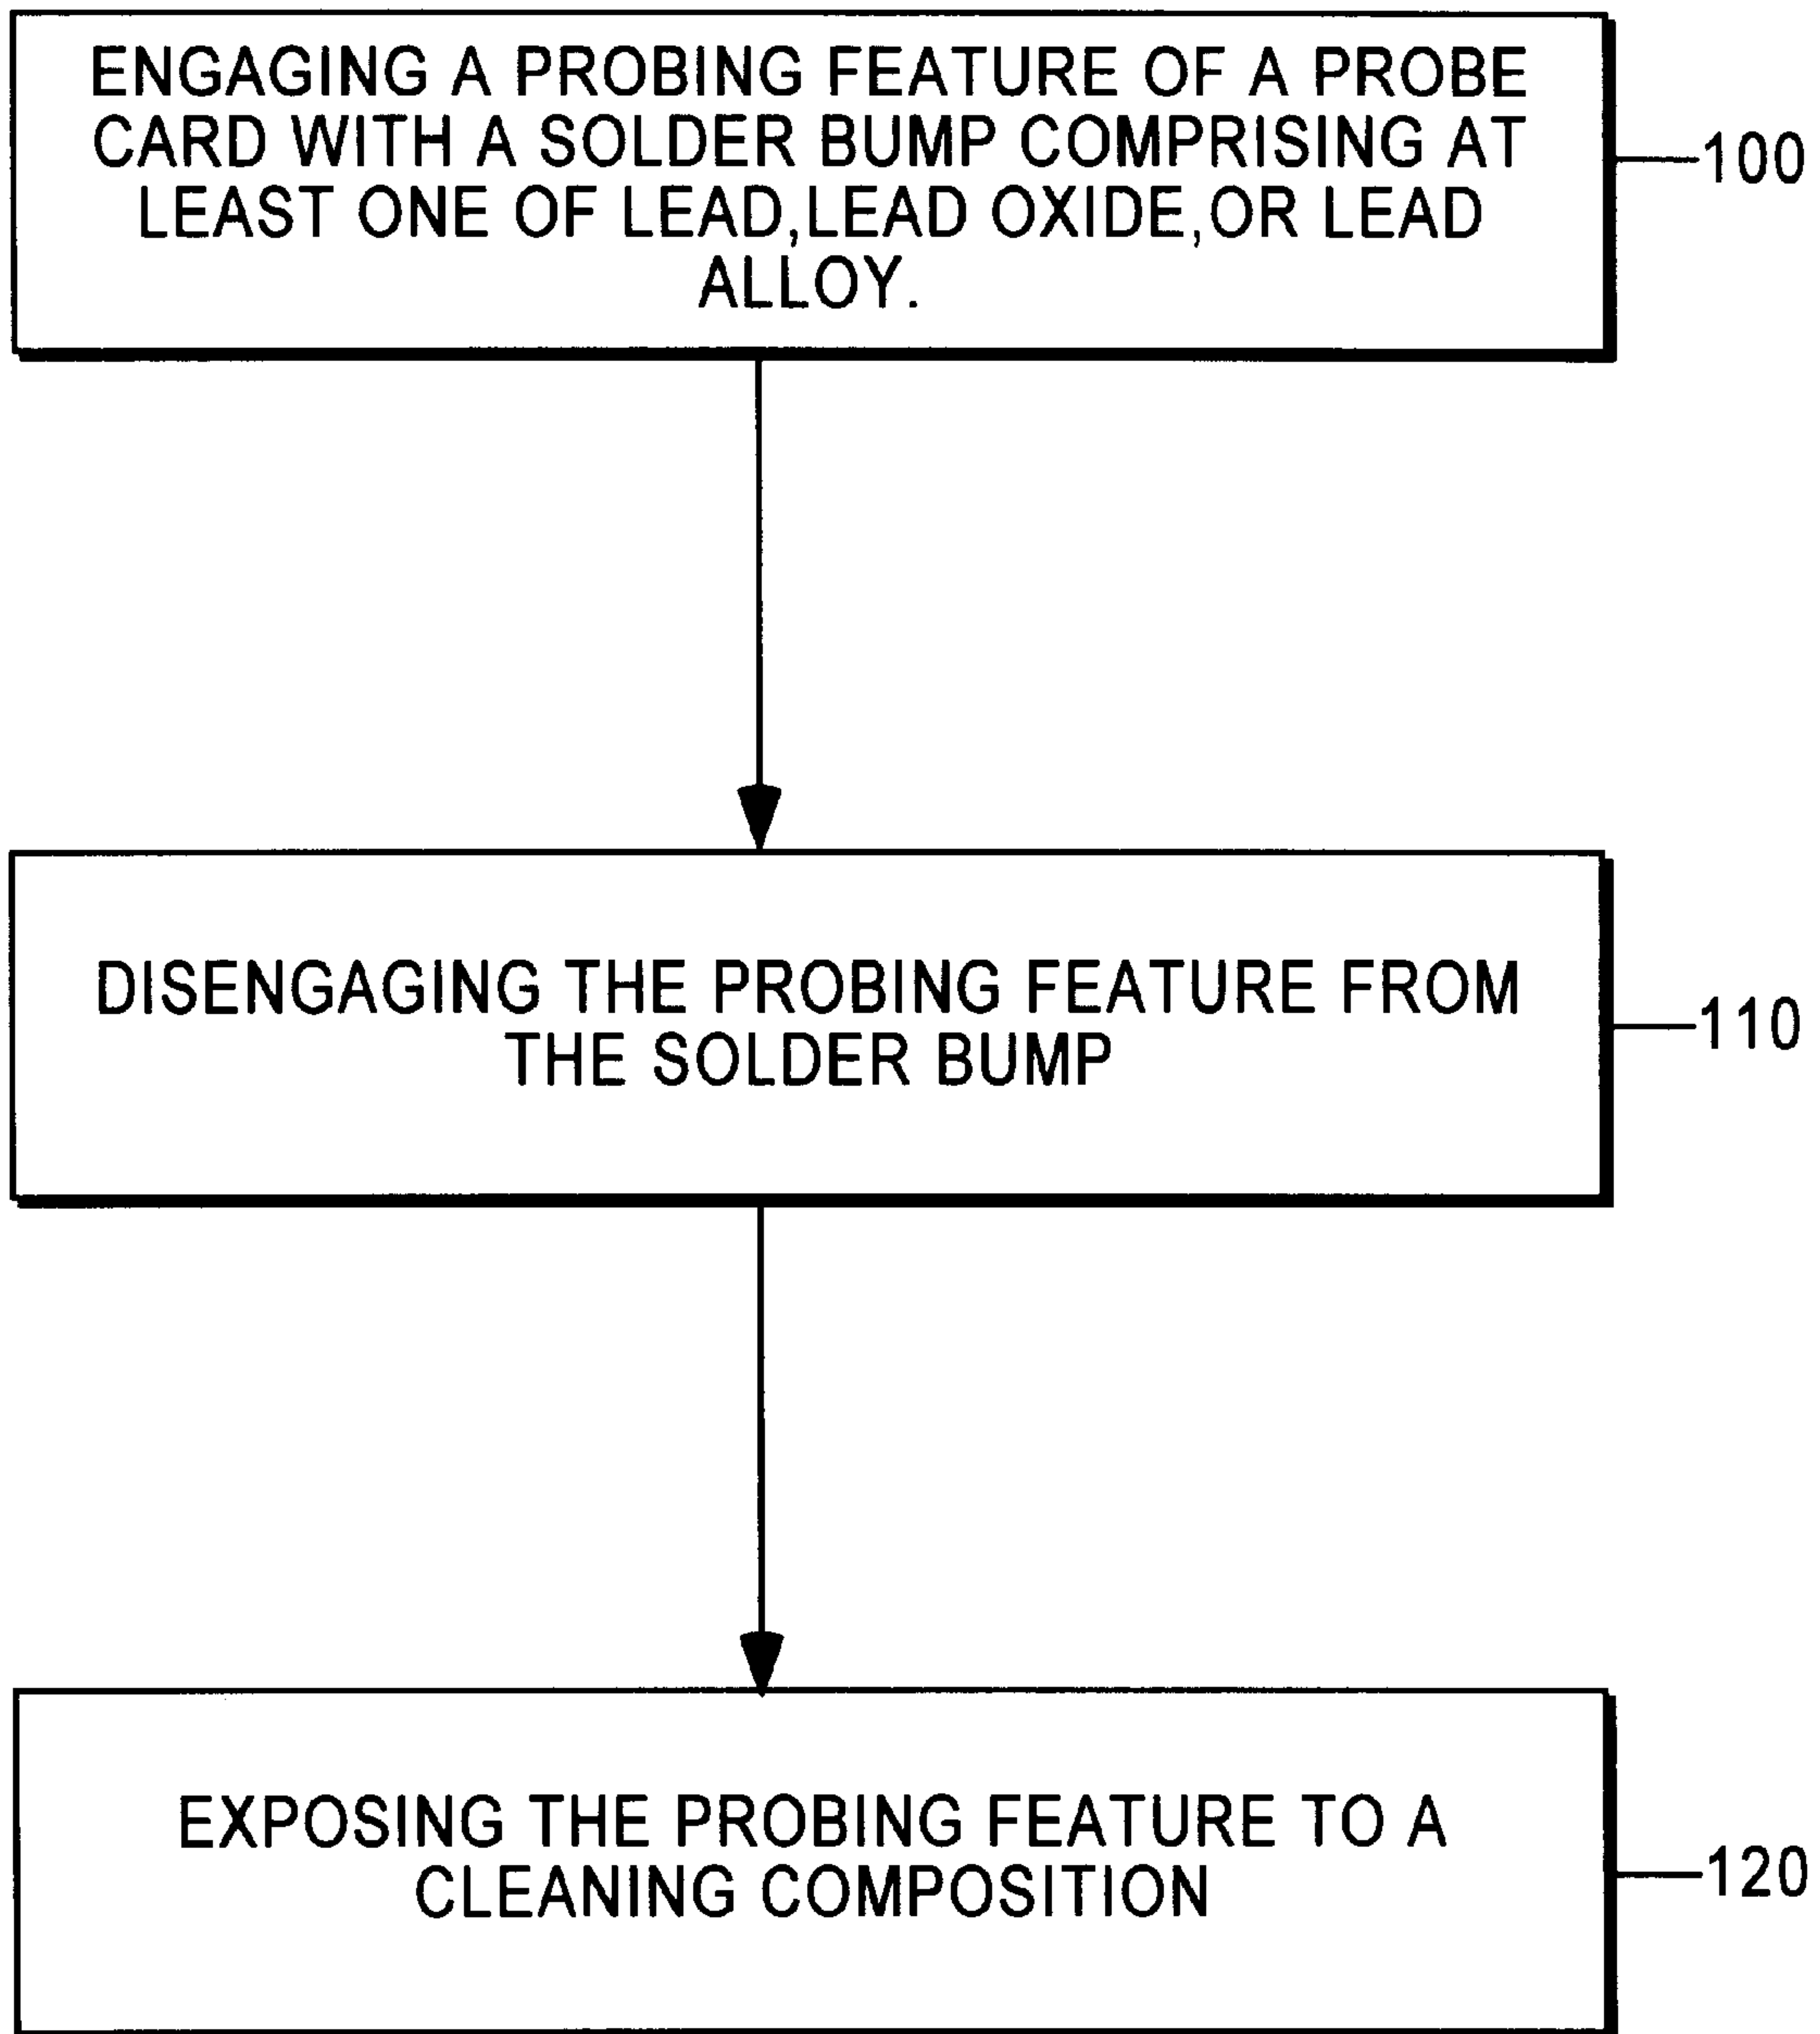 ENGAGING A PROBING FEATURE OF A PROBE
CARD WITH A SOLDER BUMP COMPRISING AT
LEAST ONE OF LEAD,LEAD OXIDE,OR LEAD
ALLOY.
100
DISENGAGING THE PROBING FEATURE FROM
THE SOLDER BUMP
110
EXPOSING THE PROBING FEATURE TO A
CLEANING COMPOSITION
120